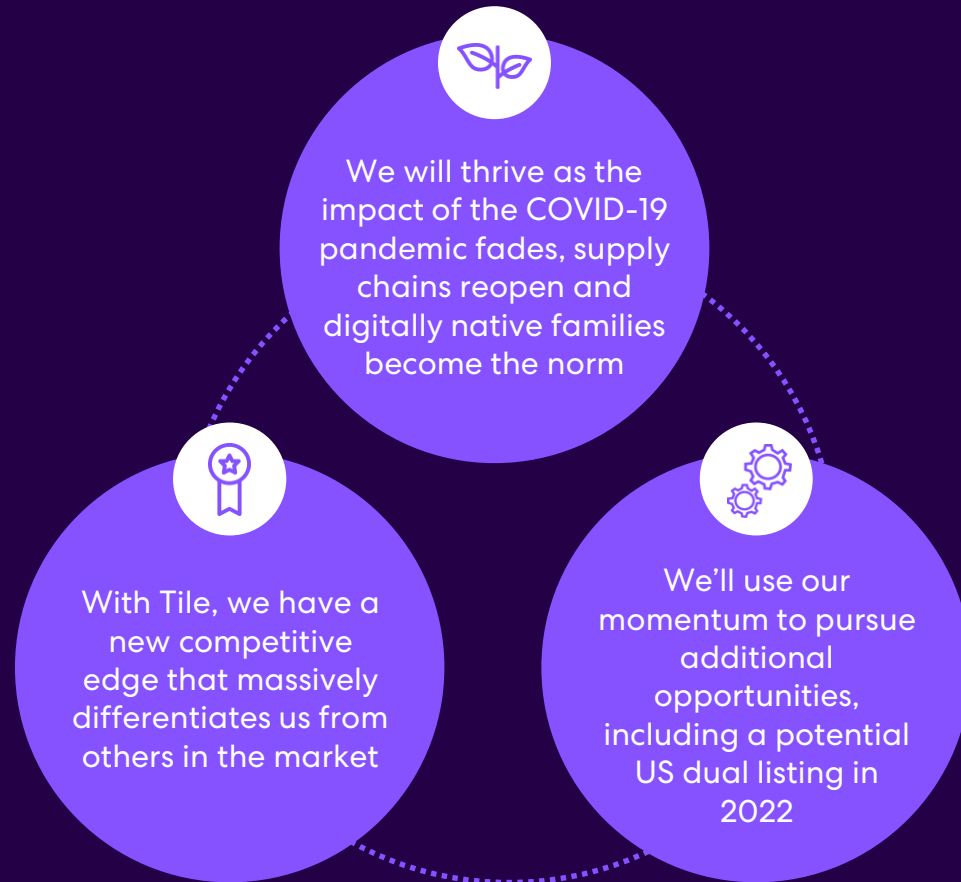 We will thrive as the
impact of the COVID-19
pandemic fades, supply
chains reopen and
digitally native families
become the norm
With Tile, we have a
new competitive
edge that massively
differentiates us from
others in the market
We’ll use our
momentum to pursue
additional
opportunities,
including a potential
US dual listing in
2022